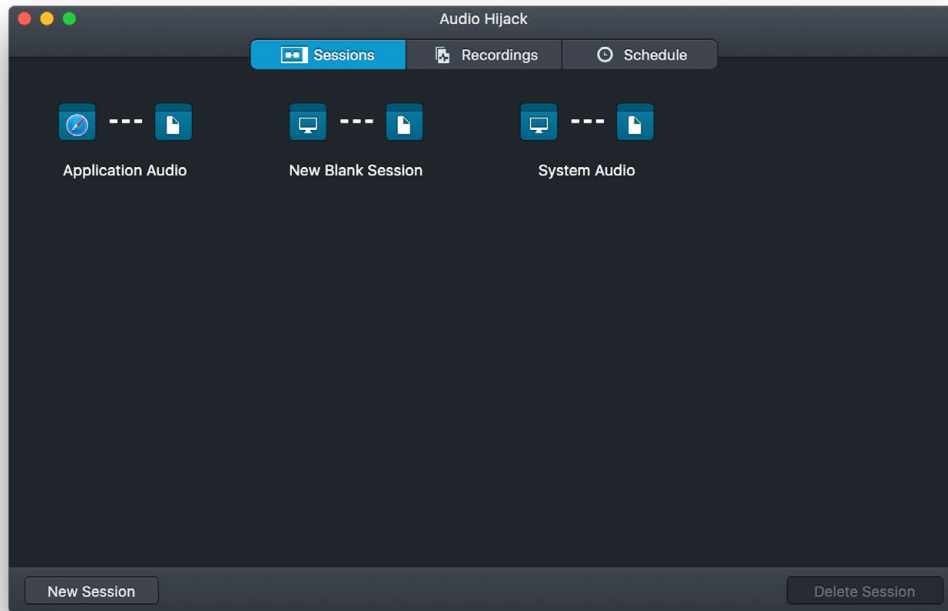 Audio Hijack
Sessions Recordings Schedule
Application Audio New Blank Session System Audio
New Session Delete Session